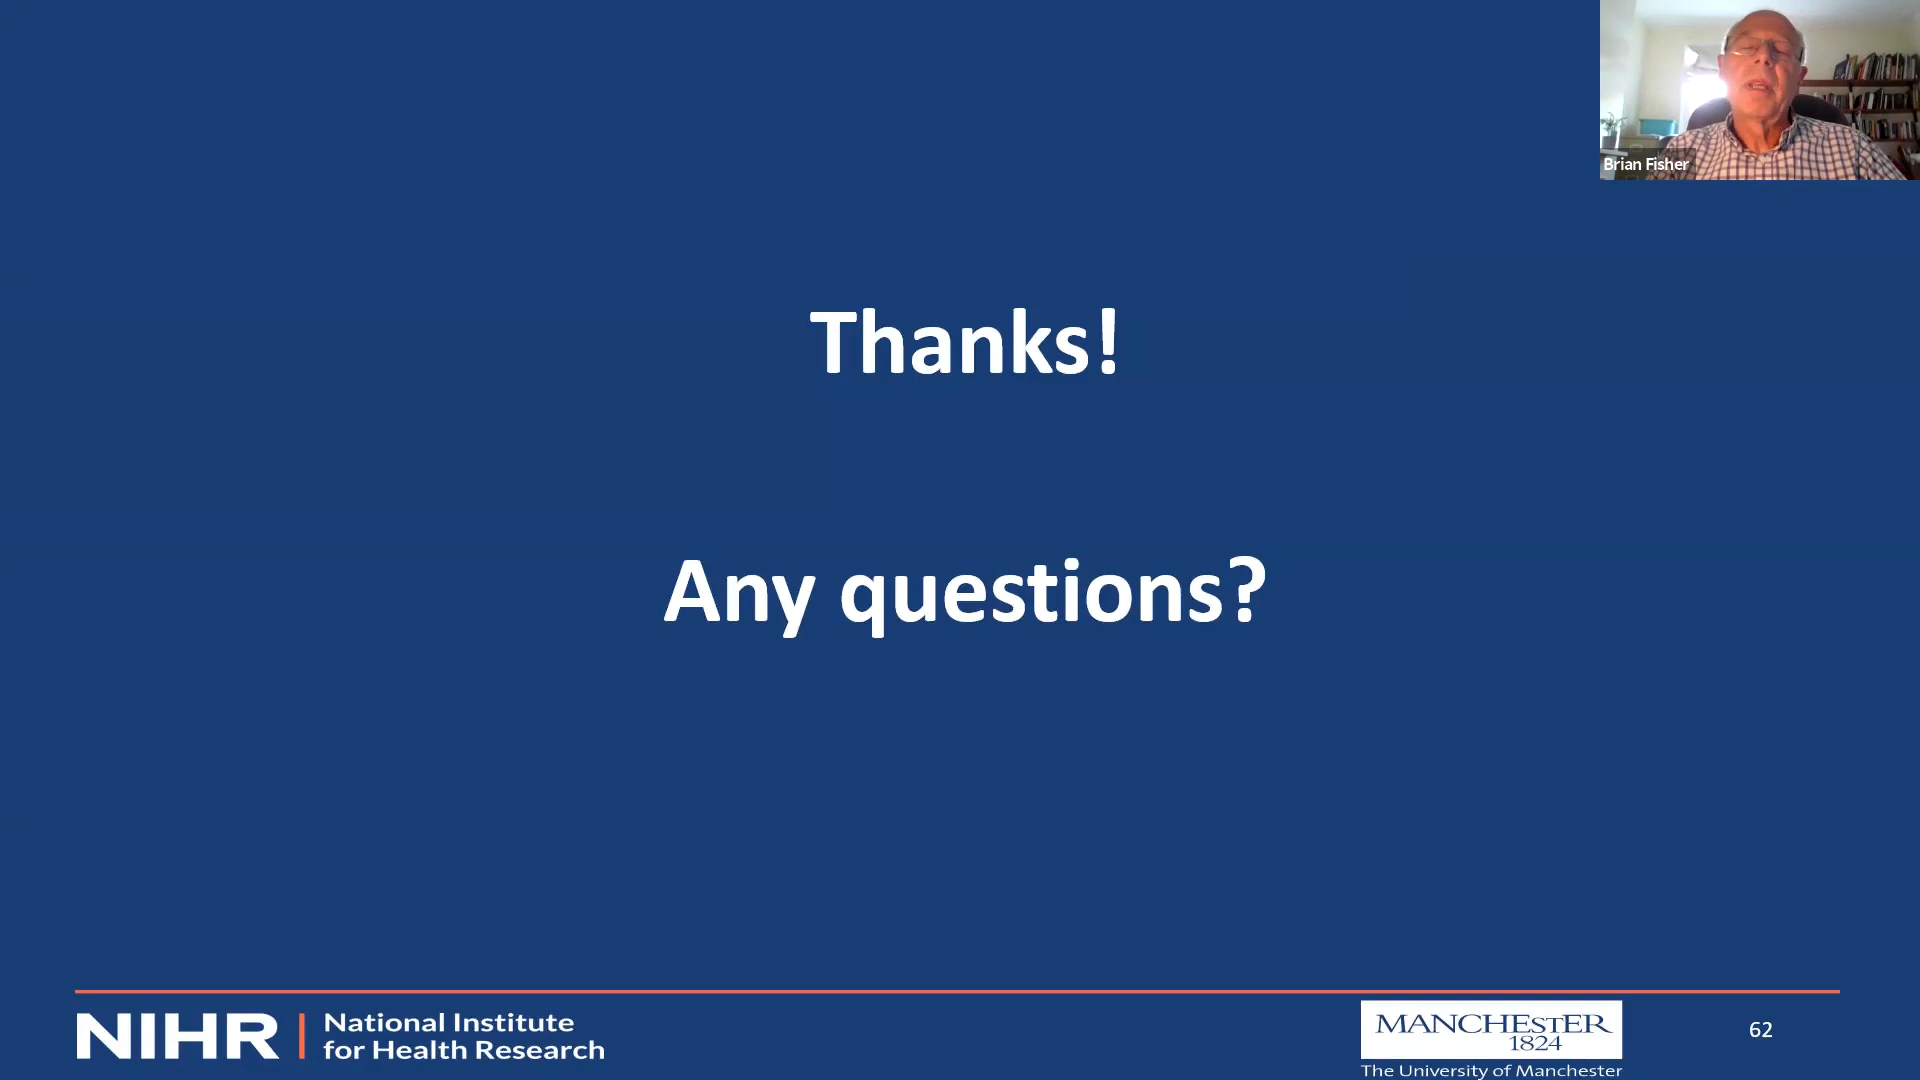 Brian Fisher
Thanks!
Any questions?
NIHR | National Institute
for Health Research
MANCHESTER
1824
The University of Manchester
62